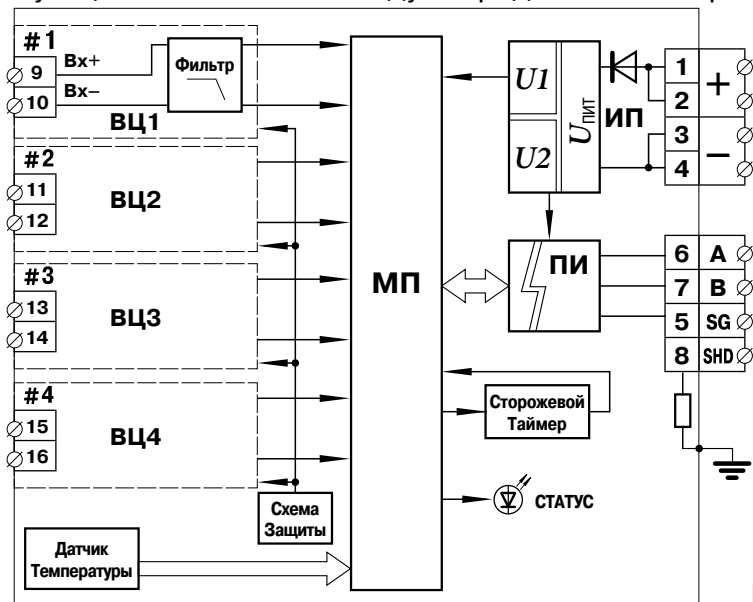 #1
9 Вх+
10 Вх–
Фильтр
ВЦ1
#2
11
12
ВЦ2
#3
13
14
ВЦ3
#4
15
16
ВЦ4
Схема
Защиты
Датчик
Температуры
МП
U1
U2
Uпит
ИП
1
2
3
4
+
–
ПИ
6 A
7 B
5 SG
8 SHD
Сторожевой
Таймер
СТАТУС